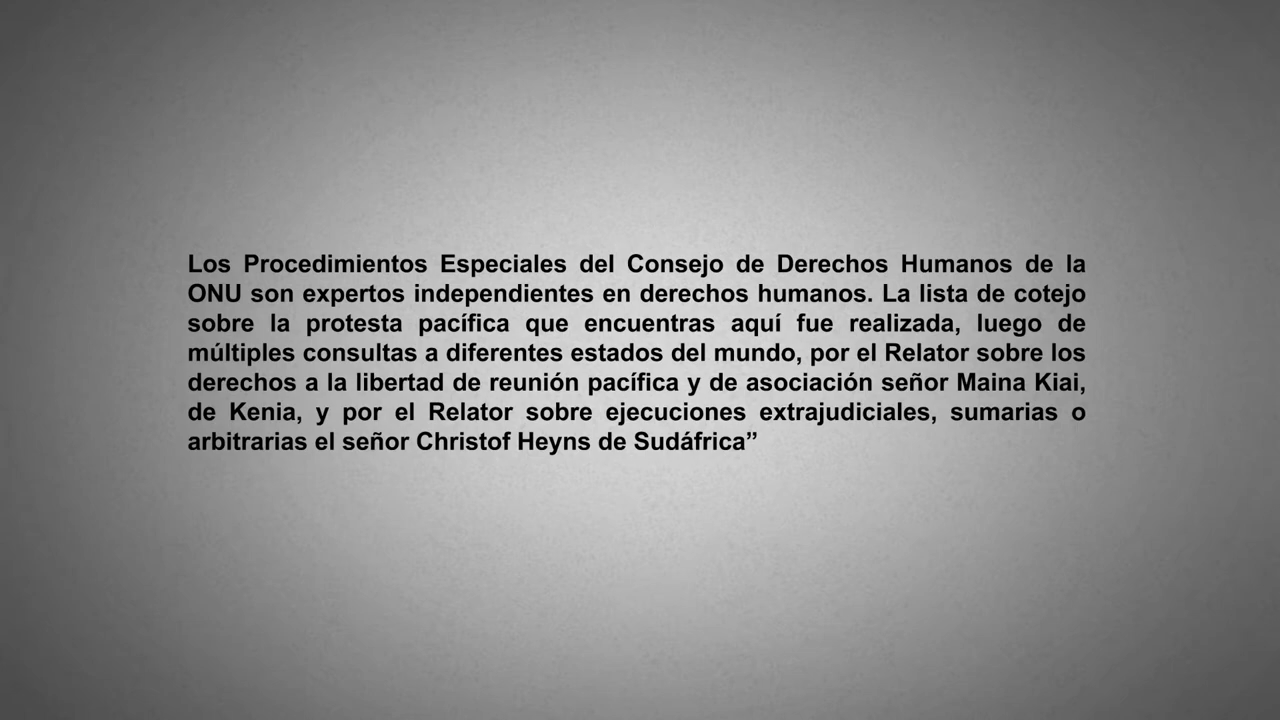 Los Procedimientos Especiales del Consejo de Derechos Humanos de la
ONU son expertos independientes en derechos humanos. La lista de cotejo
sobre la protesta pacífica que encuentras aquí fue realizada, luego de
múltiples consultas a diferentes estados del mundo, por el Relator sobre los
derechos a la libertad de reunión pacífica y de asociación señor Maina Kiai,
de Kenia, y por el Relator sobre ejecuciones extrajudiciales, sumarias o
arbitrarias el señor Christof Heyns de Sudáfrica”